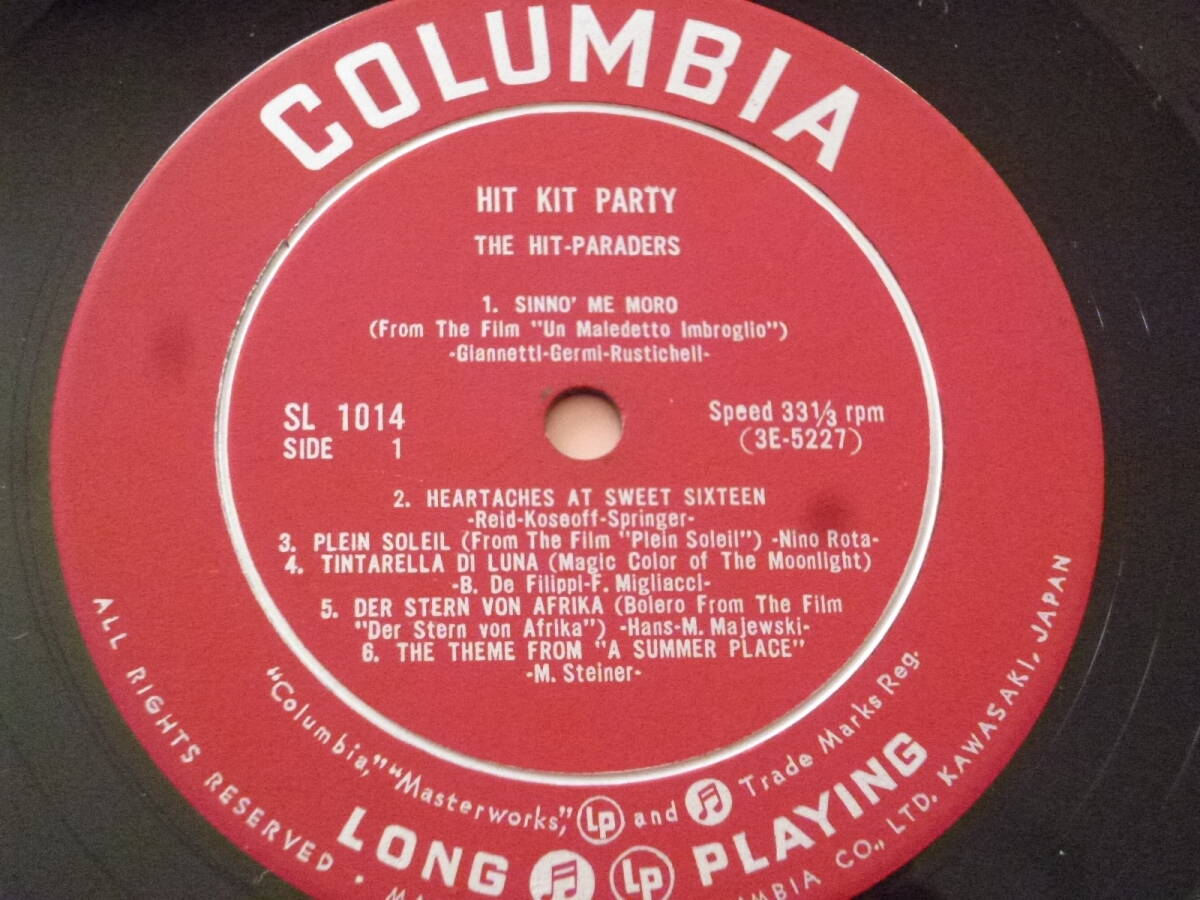 COLUMBIA
HIT KIT PARTY
THE HIT-PARADERS
1. SINNO' ME MORO
(From The Film "Un Maledetto Imbroglio")
-Giannetti-Germi-Rusticheli-
SL 1014
SIDE 1
Speed 33 1/3 rpm
(3E-5227)
2. HEARTACHES AT SWEET SIXTEEN
-Reid-Koseoff-Springer-
3. PLEIN SOLEIL (From The Film "Plein Soleil") -Nino Rota-
4. TINTARELLA DI LUNA (Magic Color of The Moonlight)
-B. De Filippi-F. Migliacci-
5. DER STERN VON AFRIKA (Bolero From The Film
"Der Stern von Afrika") -Hans-M. Majewski-
6. THE THEME FROM "A SUMMER PLACE"
-M. Steiner-
"Columbia," "Masterworks," Lp and Trade Marks Reg.
LONG Lp PLAYING
ALL RIGHTS RESERVED •
CO., LTD. KAWASAKI, JAPAN